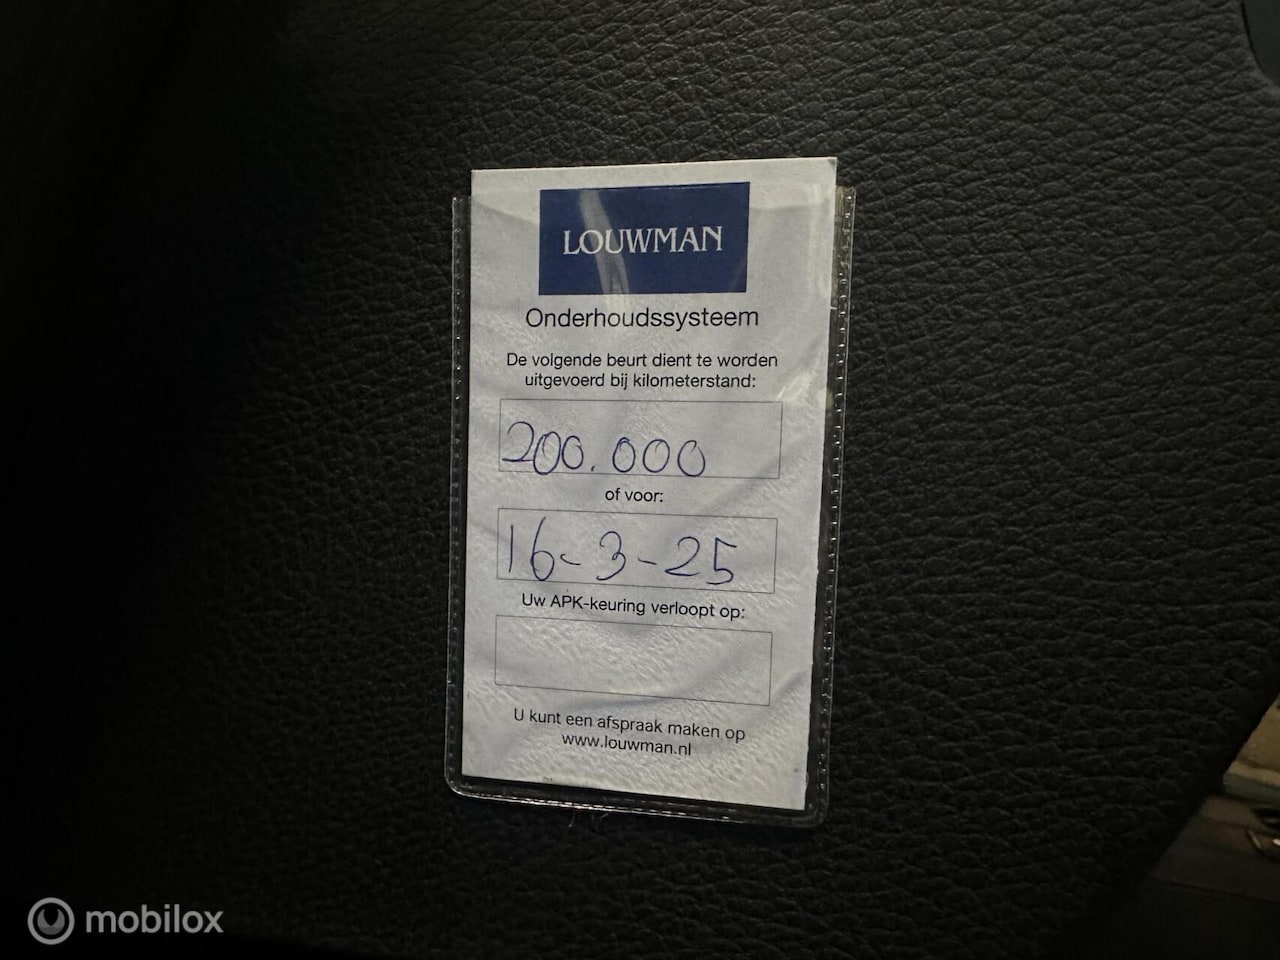 LOUWMAN
Onderhoudssysteem
De volgende beurt dient te worden
uitgevoerd bij kilometerstand:
200.000
of voor:
16-3-25
Uw APK-keuring verloopt op:
U kunt een afspraak maken op
www.louwman.nl
mobilox